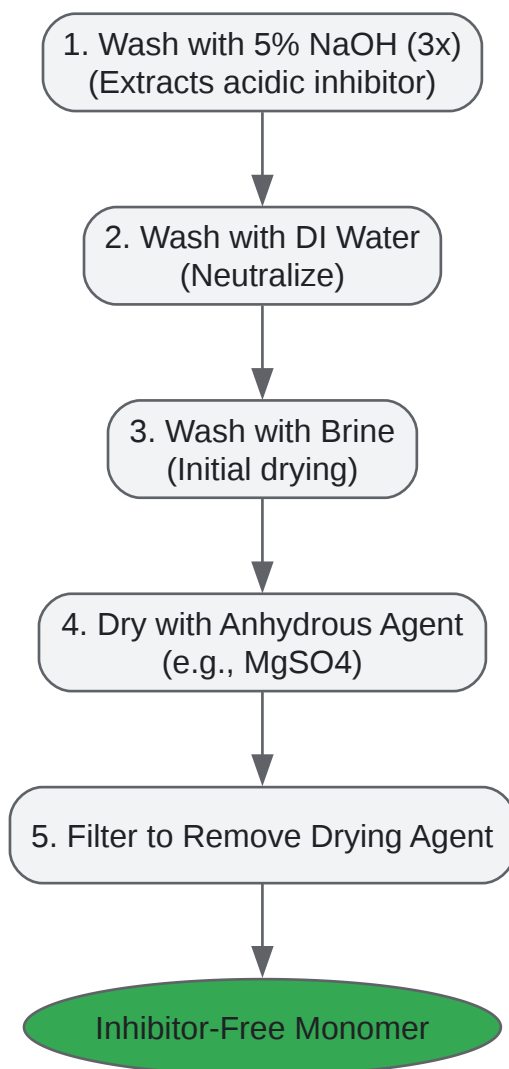 1. Wash with 5% NaOH (3x)
(Extracts acidic inhibitor)
2. Wash with DI Water
(Neutralize)
3. Wash with Brine
(Initial drying)
4. Dry with Anhydrous Agent
(e.g., MgSO4)
5. Filter to Remove Drying Agent
Inhibitor-Free Monomer